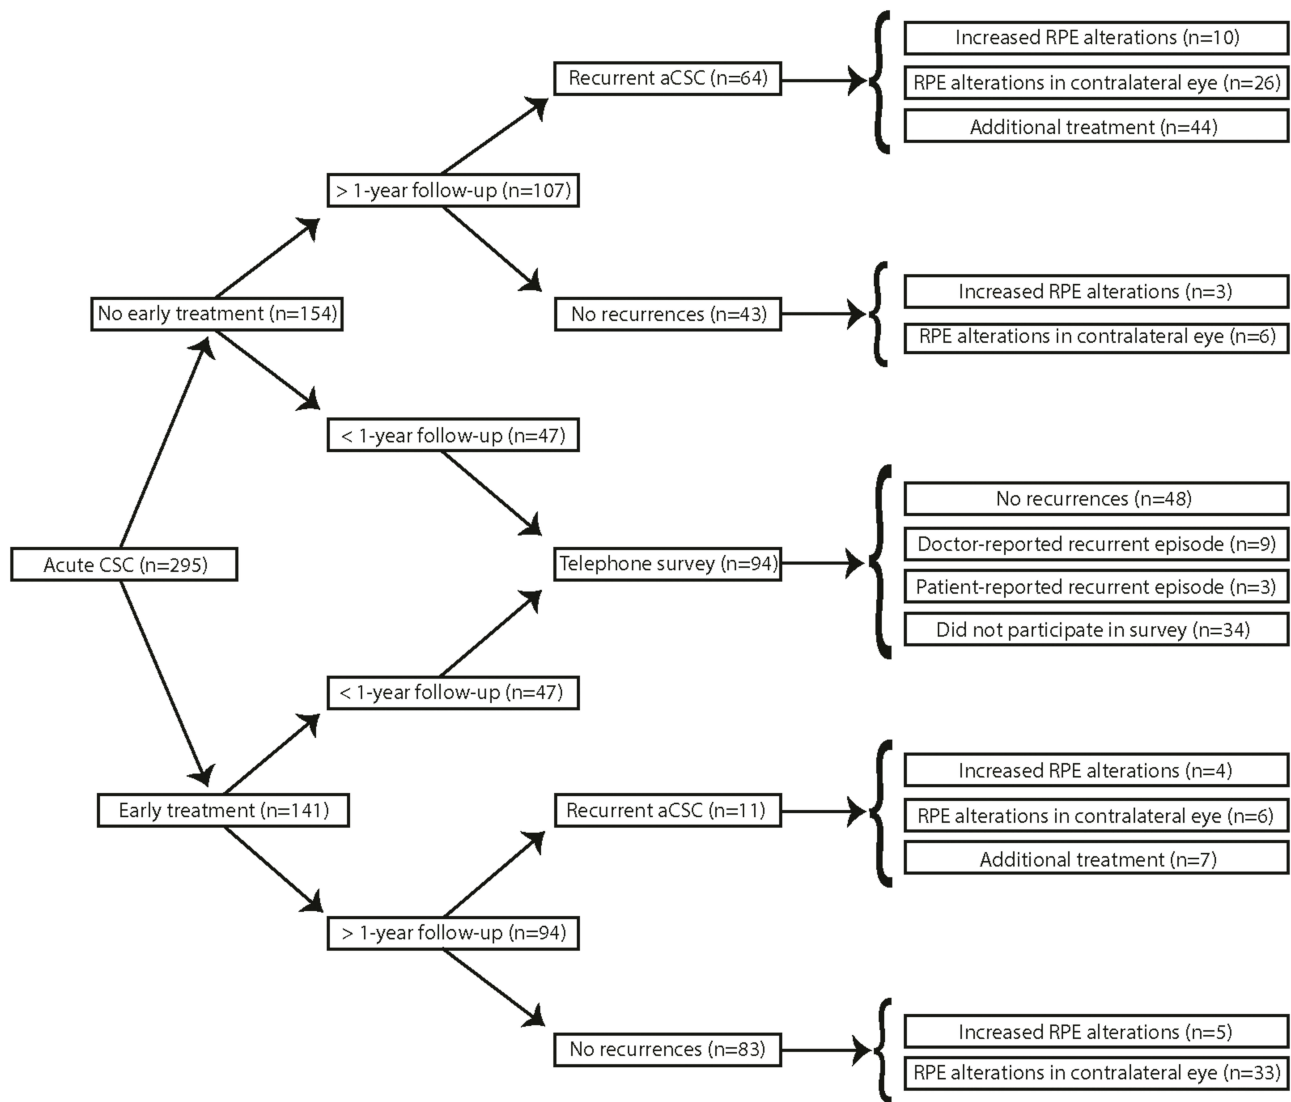 Acute CSC (n=295)
No early treatment (n=154)
Early treatment (n=141)
> 1-year follow-up (n=107)
< 1-year follow-up (n=47)
< 1-year follow-up (n=47)
> 1-year follow-up (n=94)
Recurrent aCSC (n=64)
No recurrences (n=43)
Telephone survey (n=94)
Recurrent aCSC (n=11)
No recurrences (n=83)
Increased RPE alterations (n=10)
RPE alterations in contralateral eye (n=26)
Additional treatment (n=44)
Increased RPE alterations (n=3)
RPE alterations in contralateral eye (n=6)
No recurrences (n=48)
Doctor-reported recurrent episode (n=9)
Patient-reported recurrent episode (n=3)
Did not participate in survey (n=34)
Increased RPE alterations (n=4)
RPE alterations in contralateral eye (n=6)
Additional treatment (n=7)
Increased RPE alterations (n=5)
RPE alterations in contralateral eye (n=33)